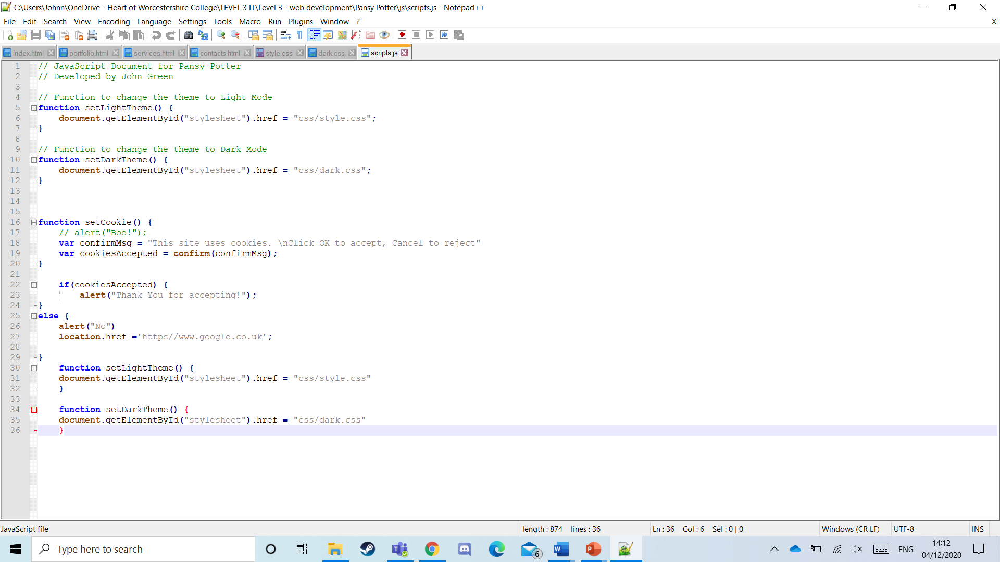 C:\Users\Johnn\OneDrive - Heart of Worcestershire College\LEVEL 3 IT\Level 3 - web development\Pansy Potter\js\scripts.js - Notepad++
File Edit Search View Encoding Language Settings Tools Macro Run Plugins Window ? X
index.html portfolio.html services.html contacts.html style.css dark.css scripts.js
1 // JavaScript Document for Pansy Potter
2 // Developed by John Green
3
4 // Function to change the theme to Light Mode
5 function setLightTheme() {
6 document.getElementById("stylesheet").href = "css/style.css";
7 }
8
9 // Function to change the theme to Dark Mode
10 function setDarkTheme() {
11 document.getElementById("stylesheet").href = "css/dark.css";
12 }
13
14
15
16 function setCookie() {
17 // alert("Boo!");
18 var confirmMsg = "This site uses cookies. \nClick OK to accept, Cancel to reject"
19 var cookiesAccepted = confirm(confirmMsg);
20 }
21
22 if(cookiesAccepted) {
23 alert("Thank You for accepting!");
24 }
25 else {
26 alert("No")
27 location.href ='https//www.google.co.uk';
28
29 }
30 function setLightTheme() {
31 document.getElementById("stylesheet").href = "css/style.css"
32 }
33
34 function setDarkTheme() {
35 document.getElementById("stylesheet").href = "css/dark.css"
36 }
JavaScript file length : 874 lines : 36 Ln : 36 Col : 6 Sel : 0 | 0 Windows (CR LF) UTF-8 INS
Type here to search 6 ENG 14:12
04/12/2020